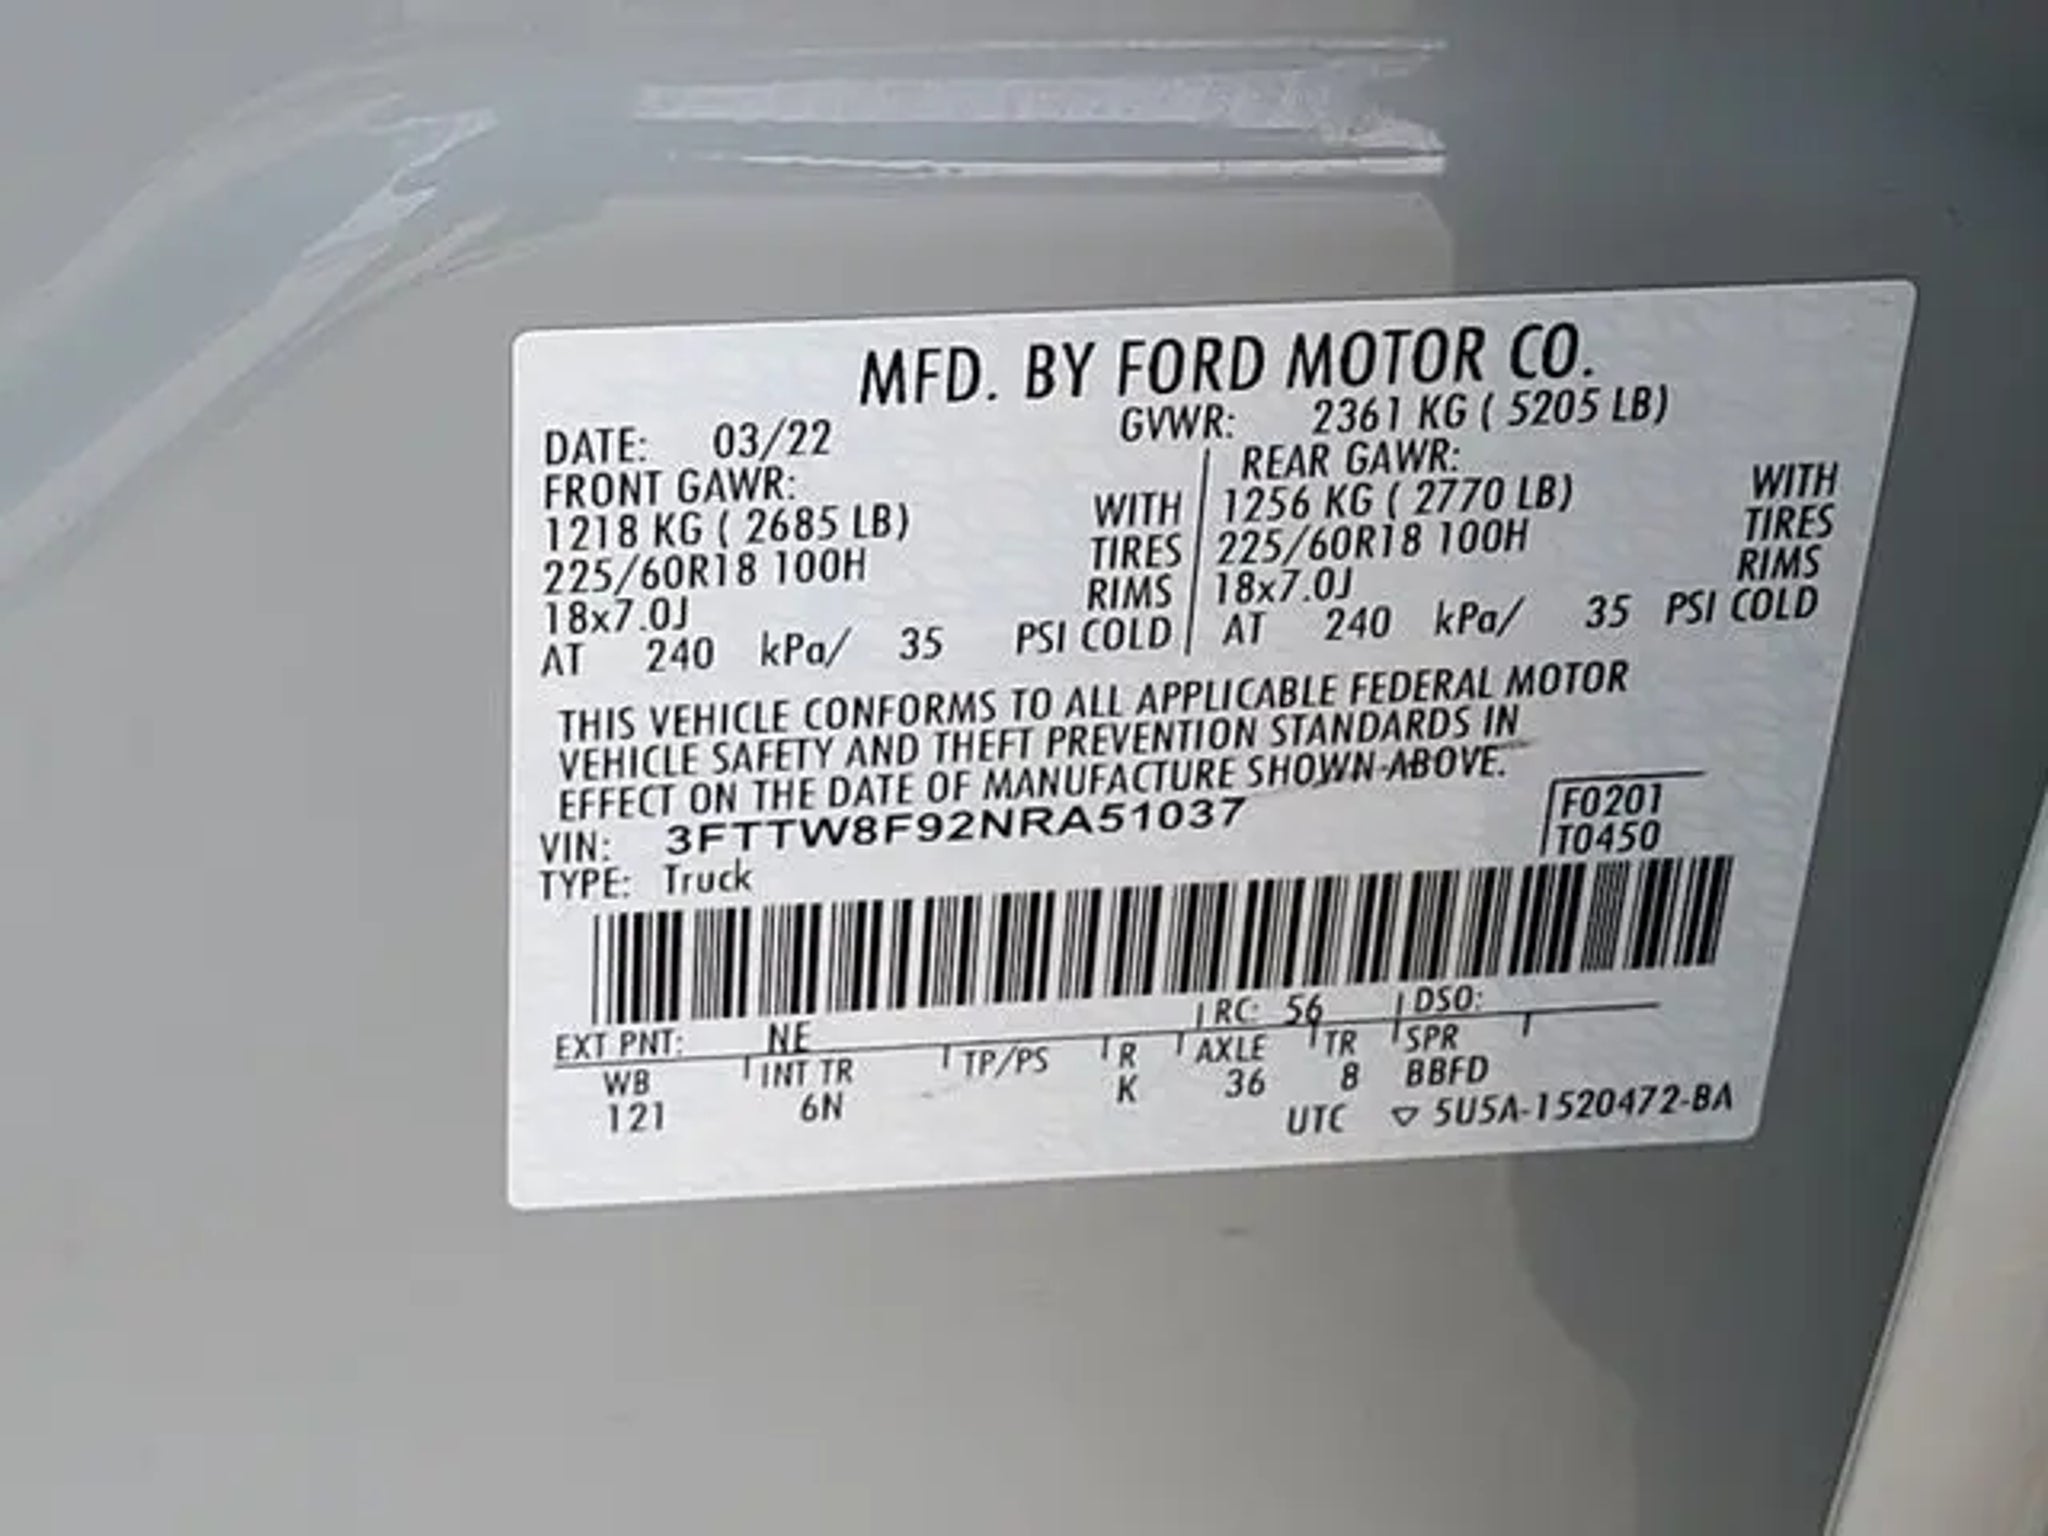 MFD. BY FORD MOTOR CO.
DATE: 03/22 GVWR: 2361 KG ( 5205 LB)
FRONT GAWR: REAR GAWR:
1218 KG ( 2685 LB) WITH 1256 KG ( 2770 LB) WITH
225/60R18 100H TIRES 225/60R18 100H TIRES
18x7.0J RIMS 18x7.0J RIMS
AT 240 kPa/ 35 PSI COLD AT 240 kPa/ 35 PSI COLD
THIS VEHICLE CONFORMS TO ALL APPLICABLE FEDERAL MOTOR
VEHICLE SAFETY AND THEFT PREVENTION STANDARDS IN
EFFECT ON THE DATE OF MANUFACTURE SHOWN ABOVE.
VIN: 3FTTW8F92NRA51037 F0201
TYPE: Truck T0450
EXT PNT: NE RC: 56 DSO:
WB INT TR TP/PS R AXLE TR SPR
121 6N K 36 8 BBFD
UTC ▽ 5U5A-1520472-BA